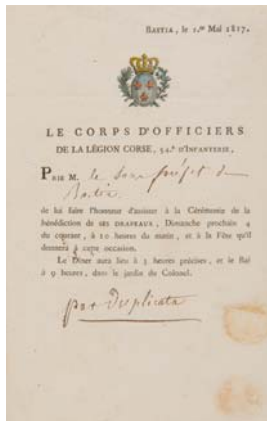 BASTIA, le 1.er Mai 1817.
LE CORPS D'OFFICIERS
DE LA LÉGION CORSE, 54.e D'INFANTERIE,
PRIE M. le sous préfet de
Bastia
de lui faire l'honneur d'assister à la Cérémonie de la
bénédiction de SES DRAPEAUX, Dimanche prochain 4
du courant, à 10 heures du matin, et à la Fête qu'il
donnera à cette occasion.
Le Dîner aura lieu à 5 heures précises, et le Bal
à 9 heures, dans le jardin du Colonel.
par Duplicata